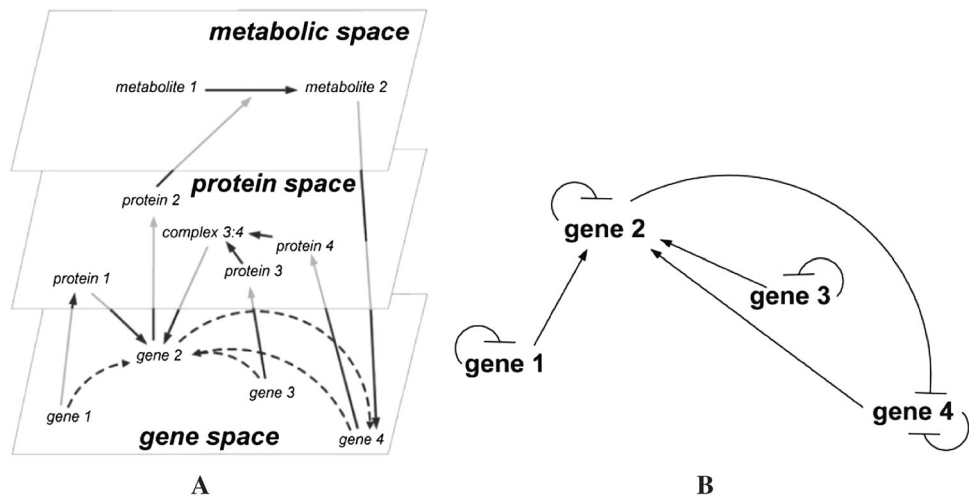 metabolic space
metabolite 1
metabolite 2
protein space
protein 2
complex 3:4
protein 4
protein 3
protein 1
gene 2
gene 3
gene 1
gene 4
gene space
A
gene 2
gene 3
gene 1
gene 4
B